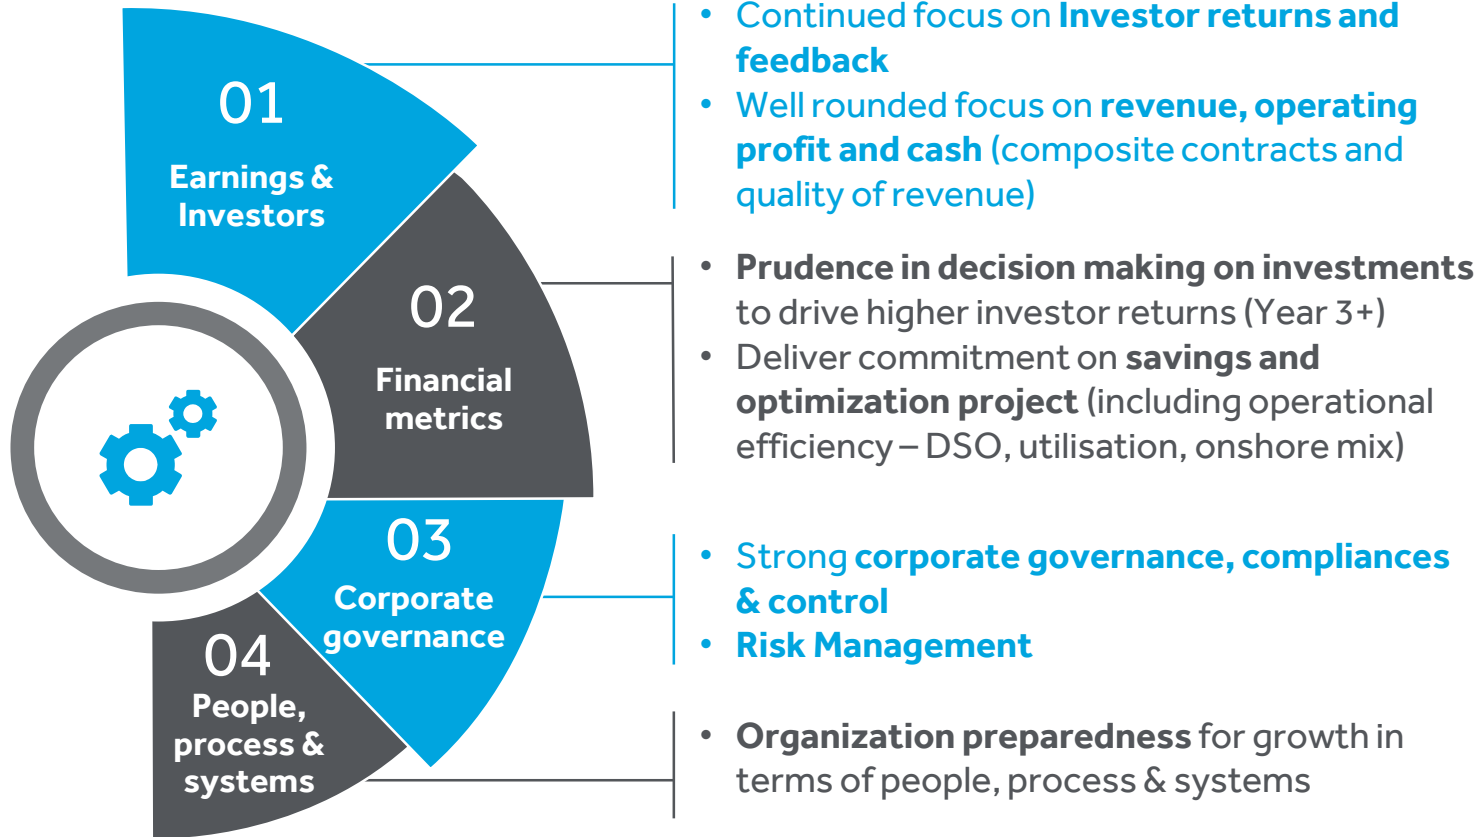 01
Earnings &
Investors
• Continued focus on Investor returns and
feedback
• Well rounded focus on revenue, operating
profit and cash (composite contracts and
quality of revenue)
02
Financial
metrics
• Prudence in decision making on investments
to drive higher investor returns (Year 3+)
• Deliver commitment on savings and
optimization project (including operational
efficiency – DSO, utilisation, onshore mix)
03
Corporate
governance
• Strong corporate governance, compliances
& control
• Risk Management
04
People,
process &
systems
• Organization preparedness for growth in
terms of people, process & systems